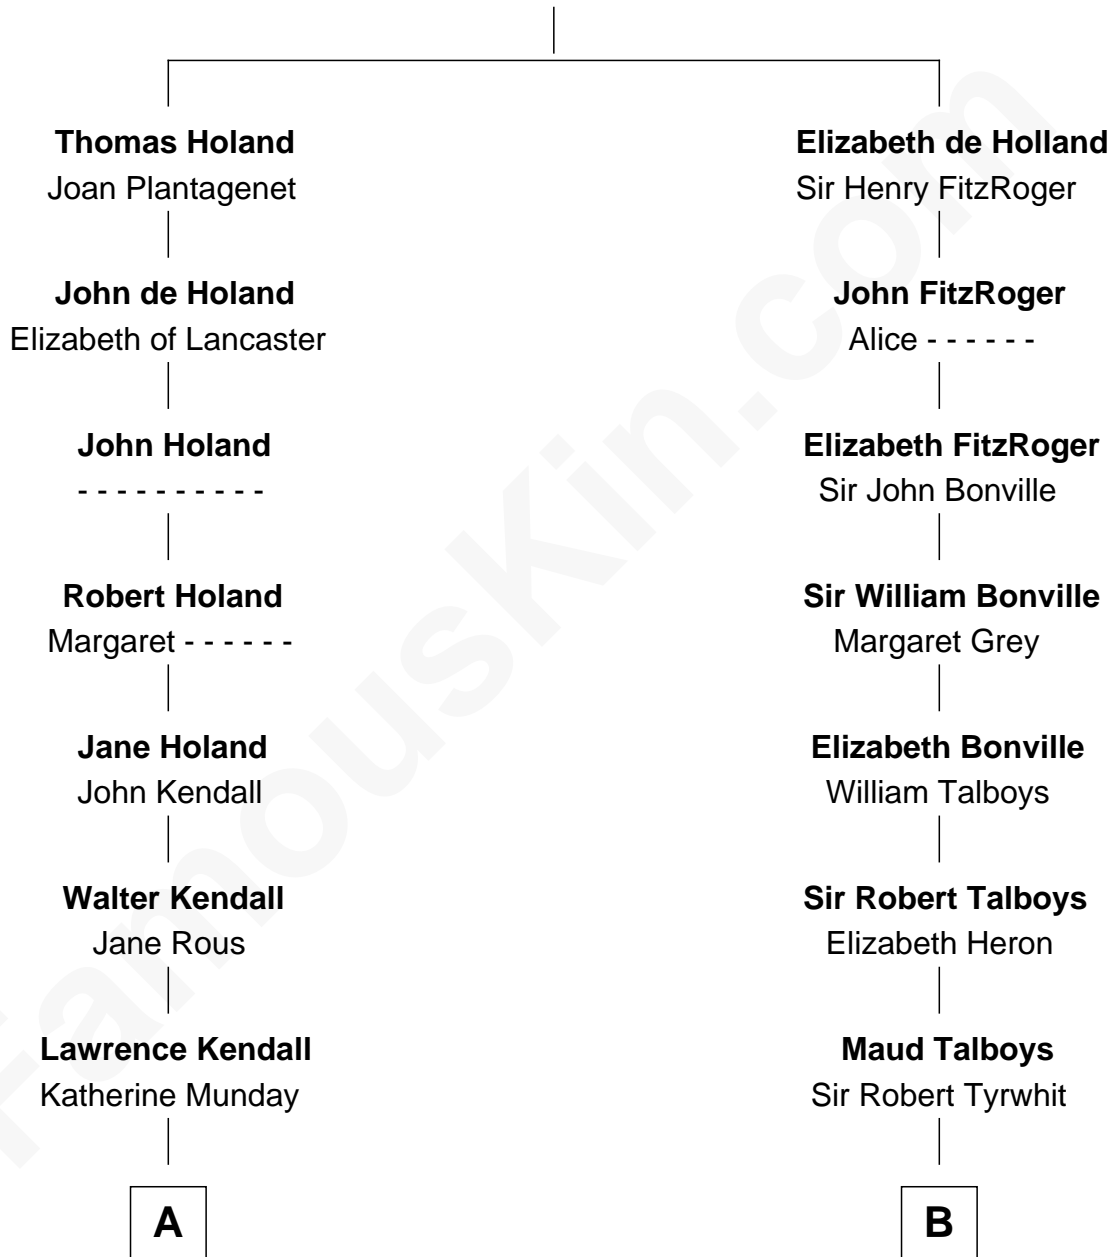 Thomas Holand
Joan Plantagenet
John de Holand
Elizabeth of Lancaster
John Holand
- - - - - - - - - -
Robert Holand
Margaret - - - - - -
Jane Holand
John Kendall
Walter Kendall
Jane Rous
Lawrence Kendall
Katherine Munday
A
Elizabeth de Holland
Sir Henry FitzRoger
John FitzRoger
Alice - - - - - -
Elizabeth FitzRoger
Sir John Bonville
Sir William Bonville
Margaret Grey
Elizabeth Bonville
William Talboys
Sir Robert Talboys
Elizabeth Heron
Maud Talboys
Sir Robert Tyrwhit
B
FamousKin.com